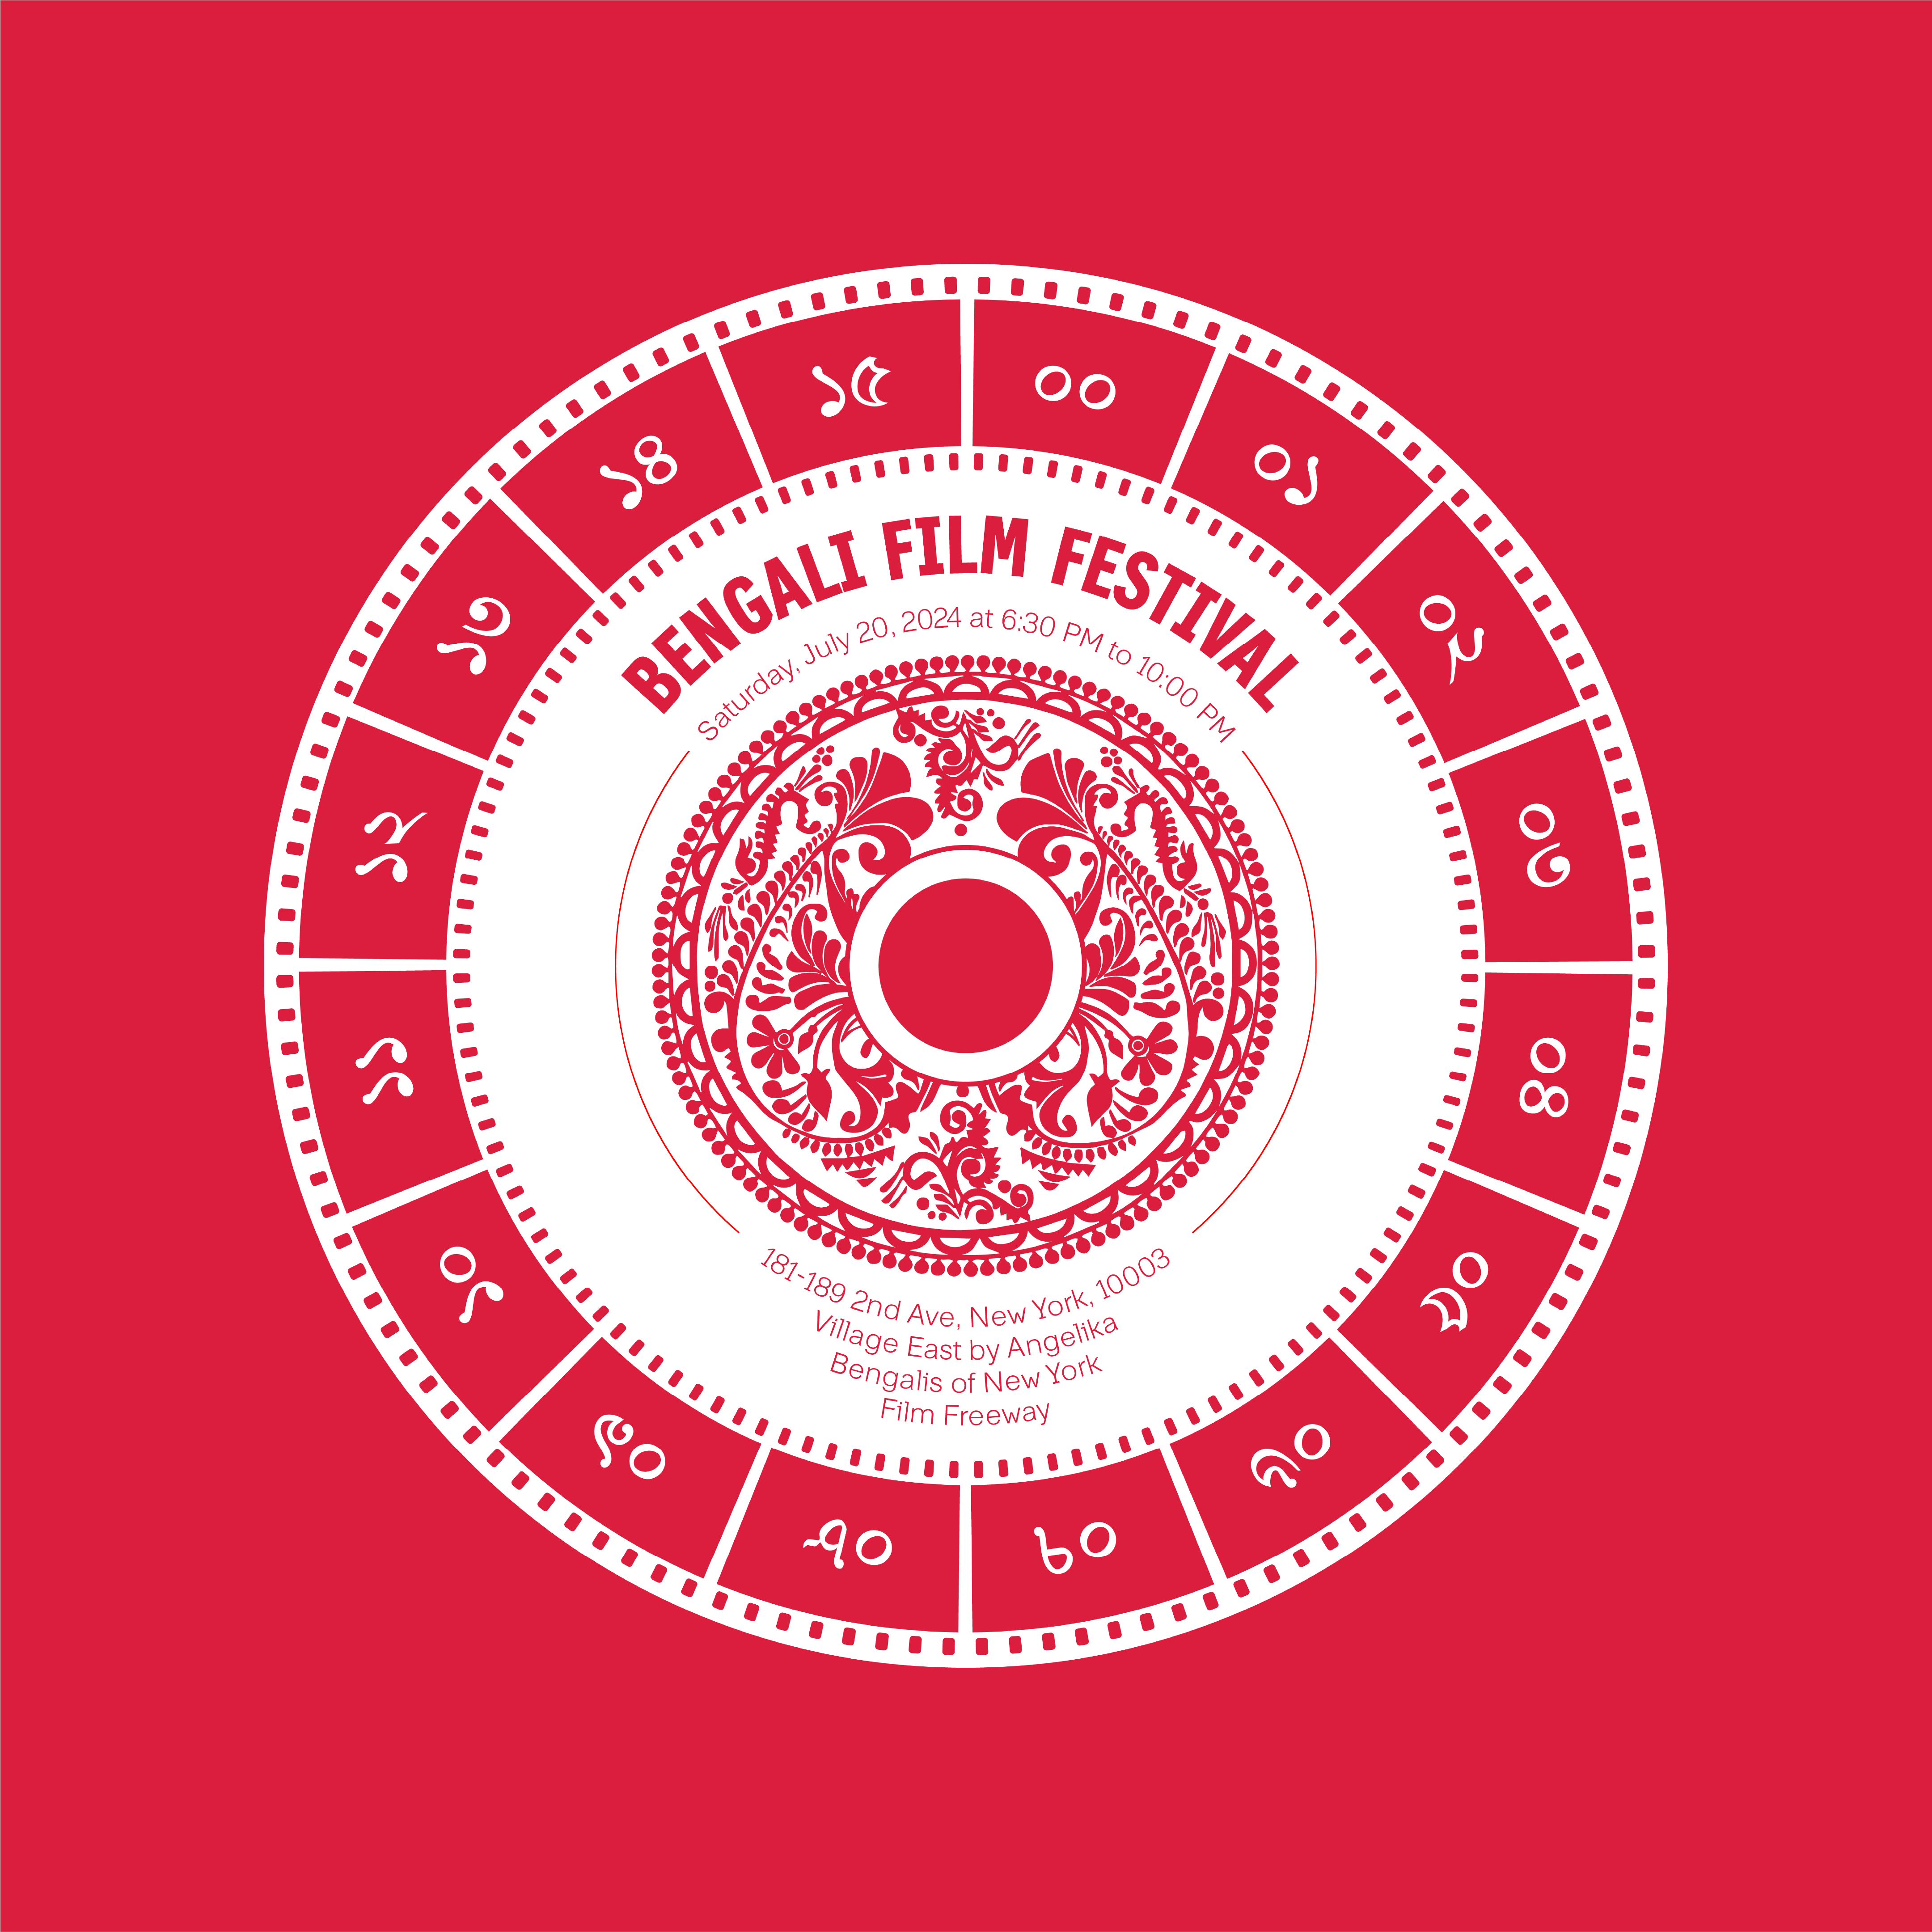 ০০
০১
০২
০৩
০৪
০৫
০৬
০৭
০৮
০৯
১০
১১
১২
১৩
১৪
১৫
BENGALI FILM FESTIVAL
Saturday, July 20, 2024 at 6:30 PM to 10:00 PM
181-189 2nd Ave, New York, 10003
Village East by Angelika
Bengalis of New York
Film Freeway